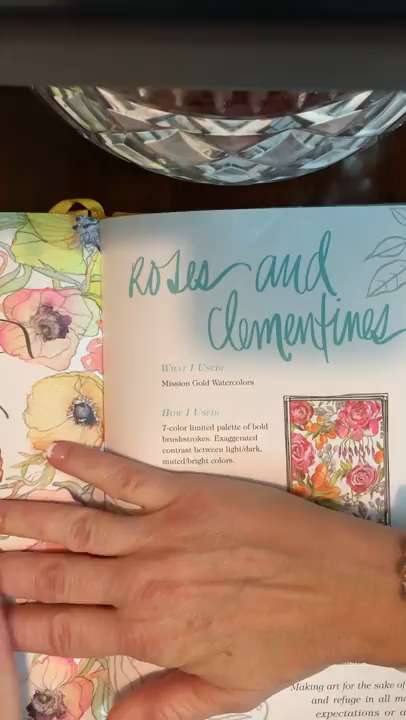 Roses and
Clementines
What I Used:
Mission Gold Watercolors
How I Used:
7-color limited palette of bold
brushstrokes. Exaggerated
contrast between light/dark,
muted/bright colors.
Making art for the sake of
and refuge in all
expectations or a